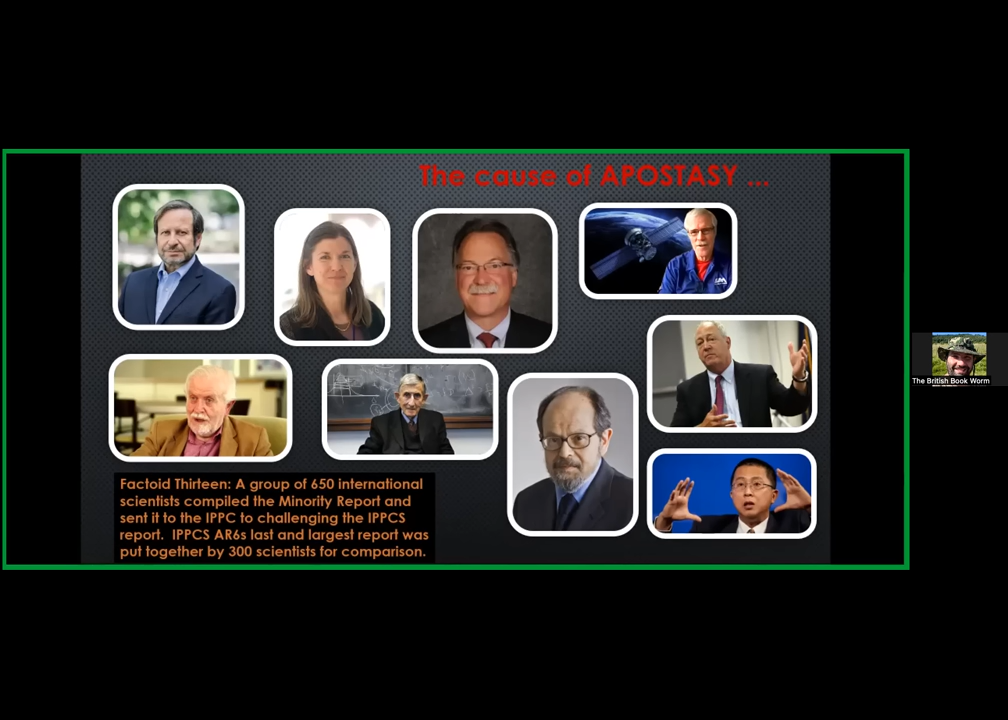 The cause of APOSTASY ...
Factoid Thirteen: A group of 650 international
scientists compiled the Minority Report and
sent it to the IPPC to challenging the IPPCS
report. IPPCS AR6s last and largest report was
put together by 300 scientists for comparison.
The British Book Worm